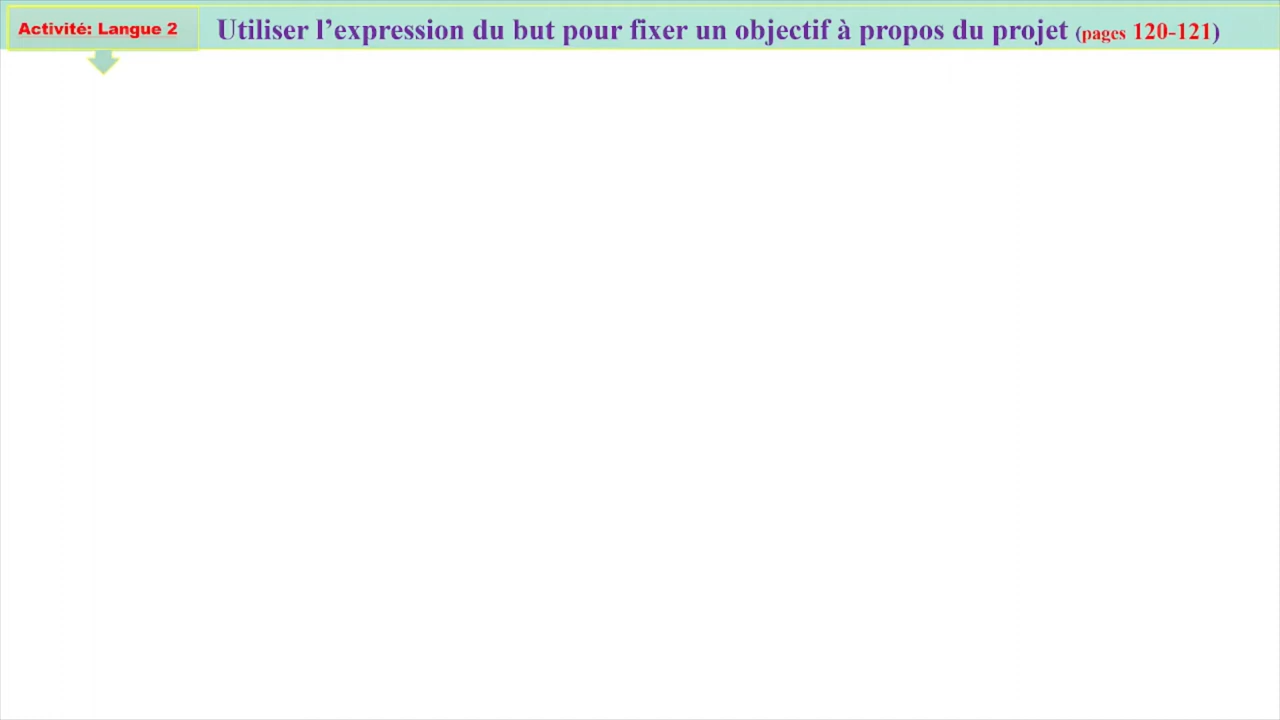 Activité: Langue 2
Utiliser l’expression du but pour fixer un objectif à propos du projet (pages 120-121)